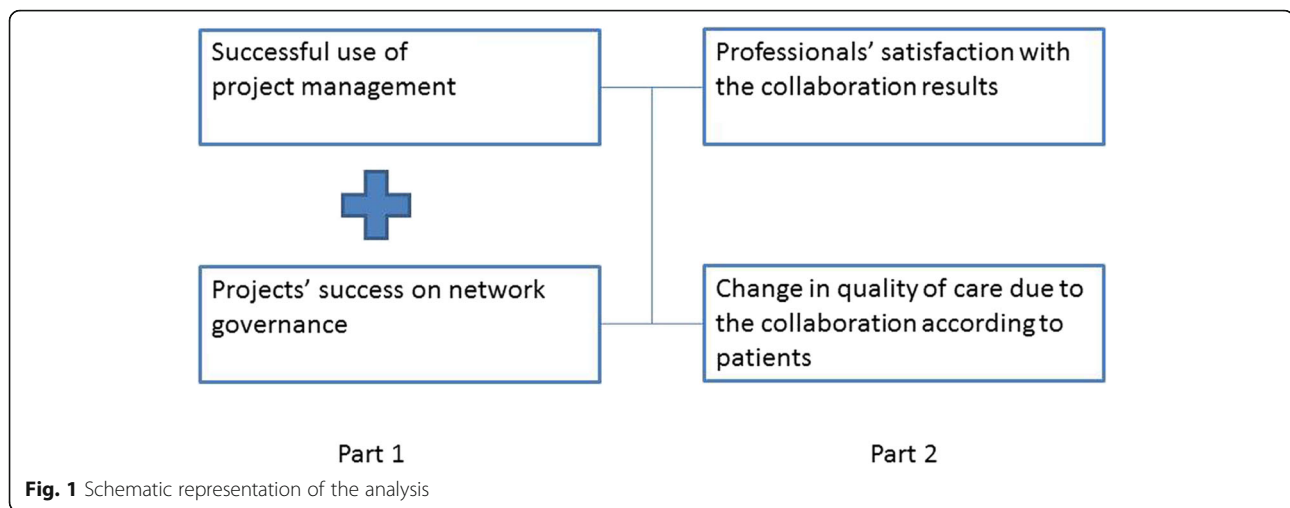 Successful use of
project management
Professionals' satisfaction with
the collaboration results
Projects' success on network
governance
Change in quality of care due to
the collaboration according to
patients
Part 1
Part 2
Fig. 1 Schematic representation of the analysis